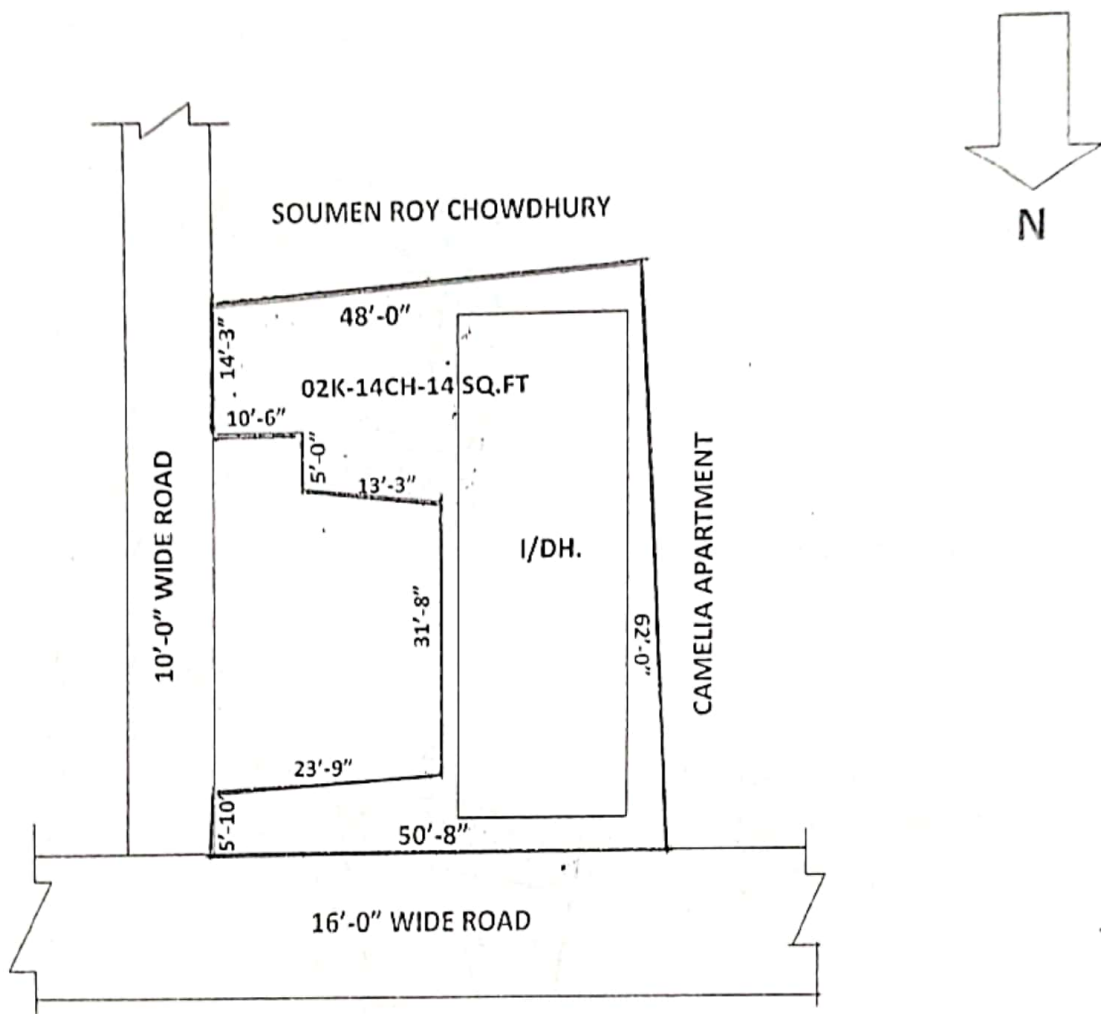 N
SOUMEN ROY CHOWDHURY
48'-0"
14'-3"
02K-14CH-14 SQ.FT
10'-6"
5'-0"
13'-3"
10'-0" WIDE ROAD
I/DH.
31'-8"
62'-0"
CAMELIA APARTMENT
23'-9"
5'-10"
50'-8"
16'-0" WIDE ROAD